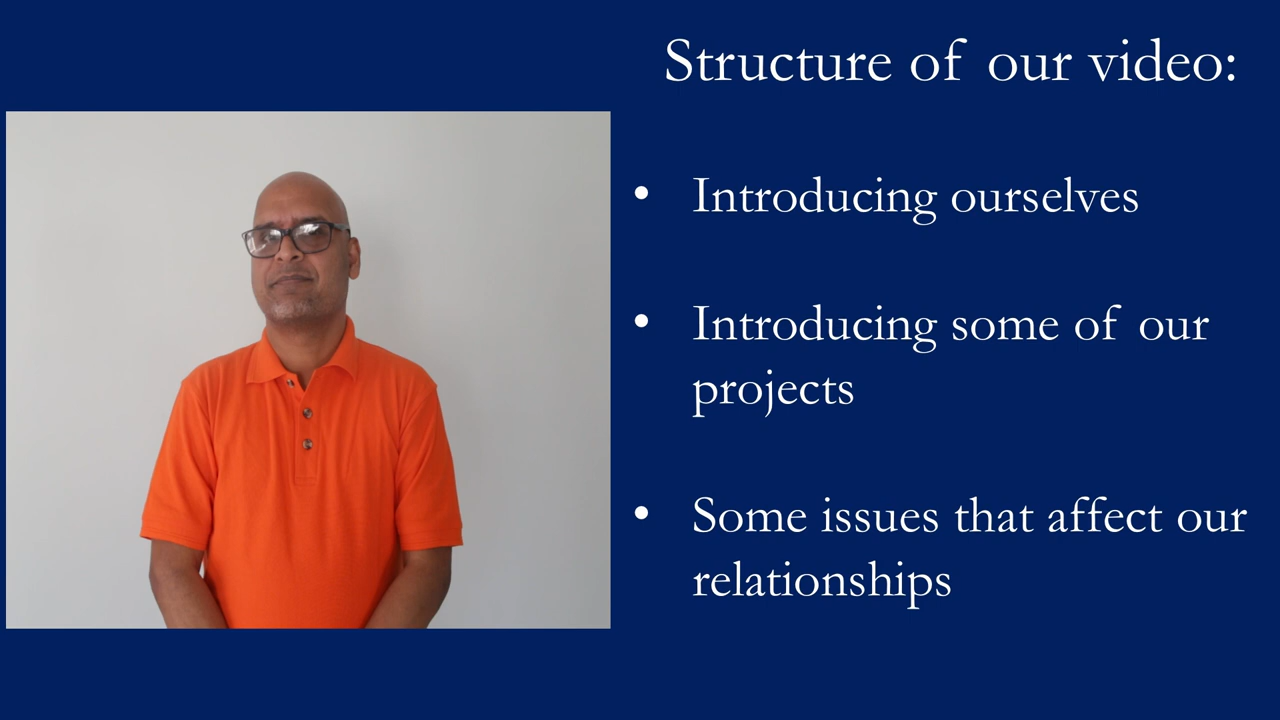 Structure of our video:
• Introducing ourselves
• Introducing some of our
projects
• Some issues that affect our
relationships